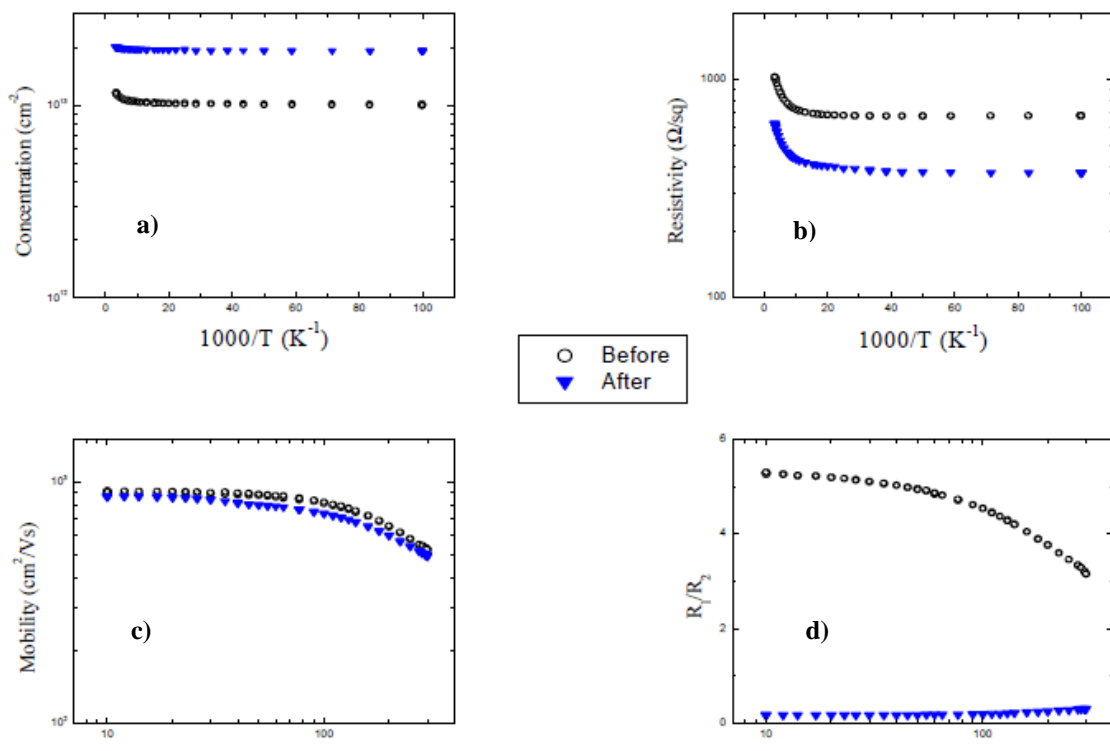 Concentration (cm⁻²)
10¹³
10¹²
a)
0 20 40 60 80 100
1000/T (K⁻¹)
Resistivity (Ω/sq)
1000
100
b)
0 20 40 60 80 100
1000/T (K⁻¹)
Before
After
Mobility (cm²/Vs)
10³
10²
c)
10 100
R₁/R₂
6
4
2
0
d)
10 100